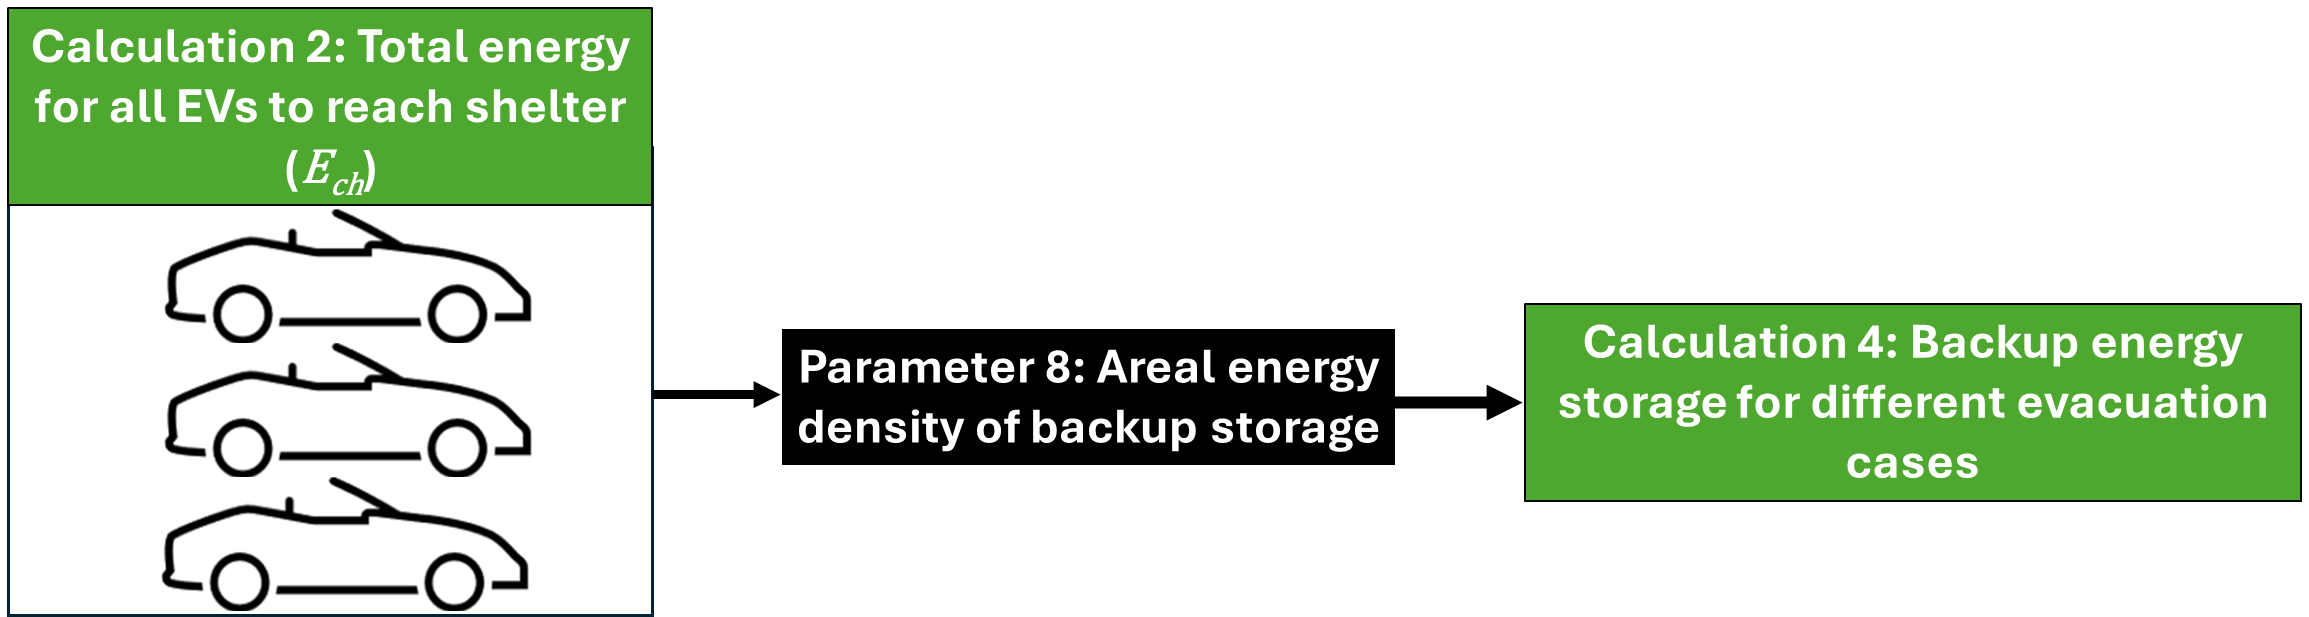 Calculation 2: Total energy
for all EVs to reach shelter
(E_ch)
Parameter 8: Areal energy
density of backup storage
Calculation 4: Backup energy
storage for different evacuation
cases